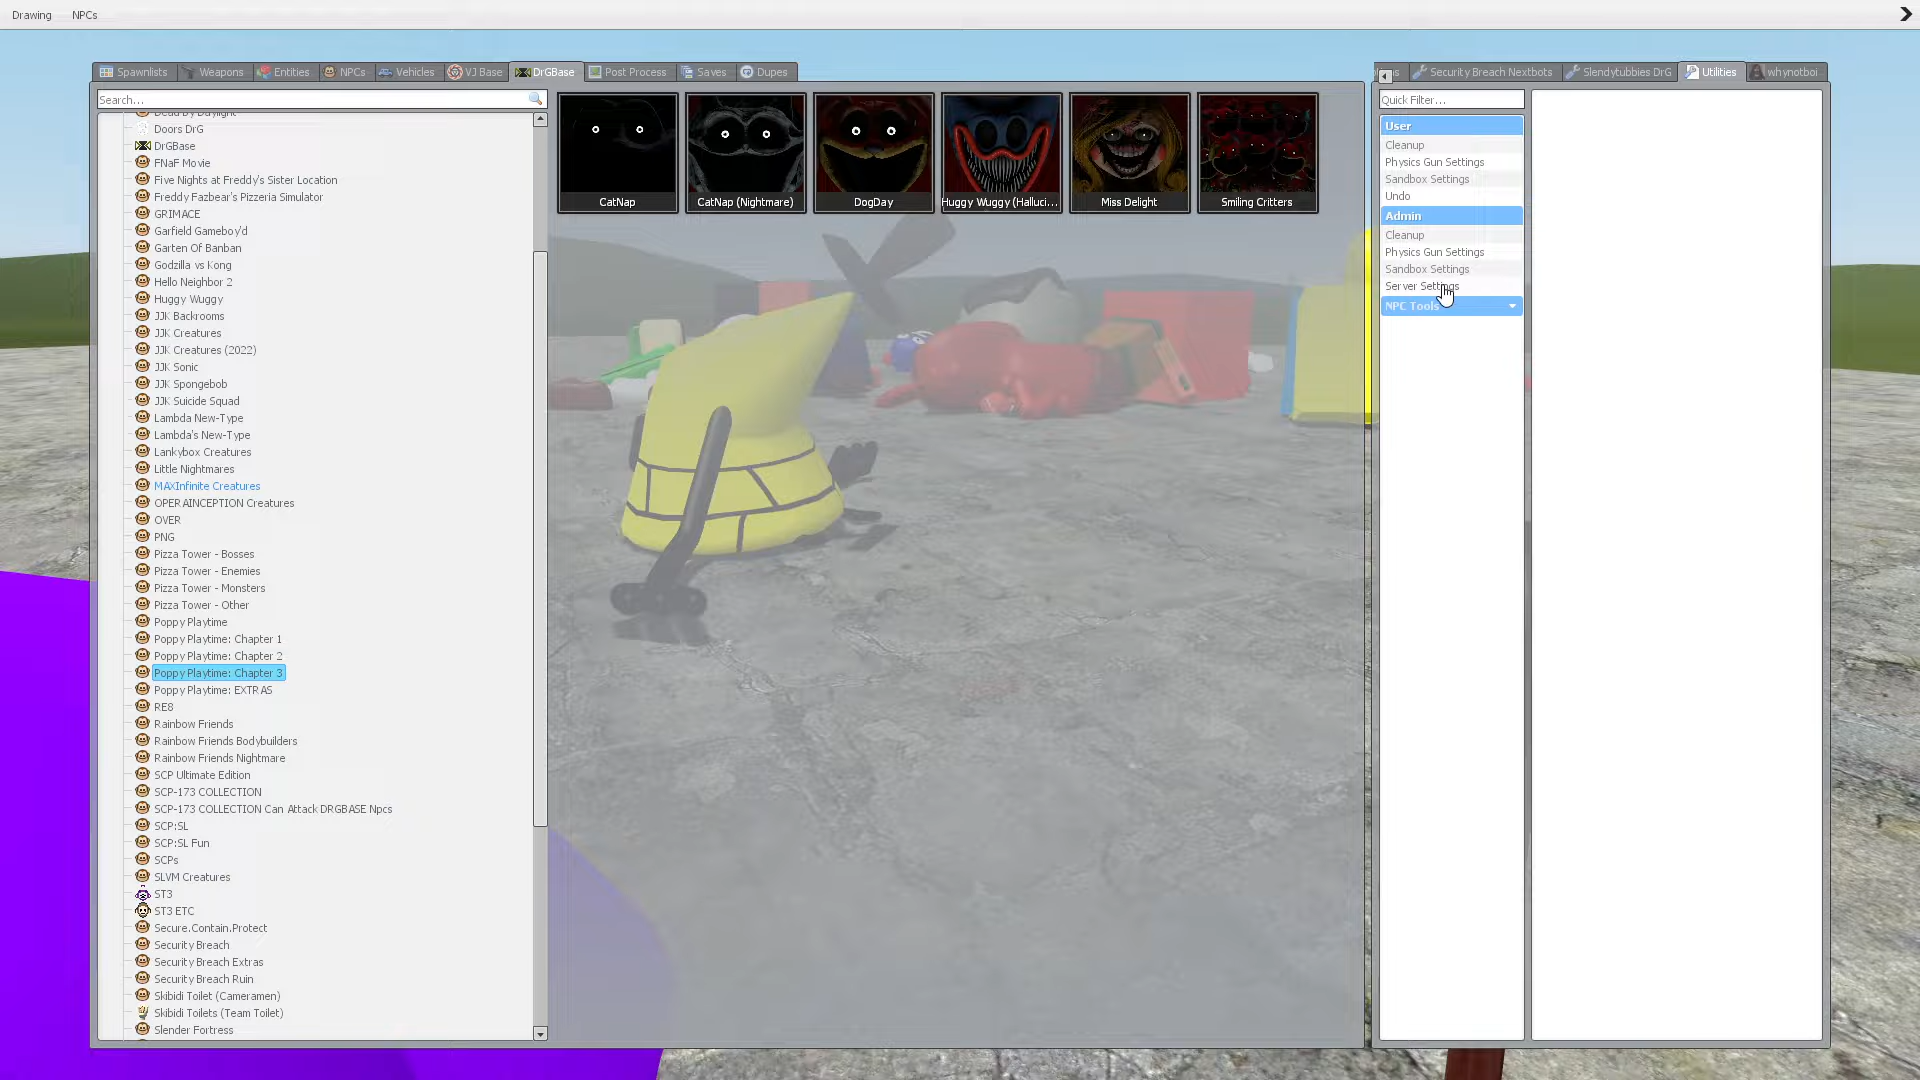 Drawing NPCs
Spawnlists Weapons Entities NPCs Vehicles VJ Base DrGBase Post Process Saves Dupes
Search...
Dead By Daylight
Doors DrG
DrGBase
FNaF Movie
Five Nights at Freddy's Sister Location
Freddy Fazbear's Pizzeria Simulator
GRIMACE
Garfield Gameboy'd
Garten Of Banban
Godzilla vs Kong
Hello Neighbor 2
Huggy Wuggy
JJK Backrooms
JJK Creatures
JJK Creatures (2022)
JJK Sonic
JJK Spongebob
JJK Suicide Squad
Lambda New-Type
Lambda's New-Type
Lankybox Creatures
Little Nightmares
MAXInfinite Creatures
OPERAINCEPTION Creatures
OVER
PNG
Pizza Tower - Bosses
Pizza Tower - Enemies
Pizza Tower - Monsters
Pizza Tower - Other
Poppy Playtime
Poppy Playtime: Chapter 1
Poppy Playtime: Chapter 2
Poppy Playtime: Chapter 3
Poppy Playtime: EXTRAS
RE8
Rainbow Friends
Rainbow Friends Bodybuilders
Rainbow Friends Nightmare
SCP Ultimate Edition
SCP-173 COLLECTION
SCP-173 COLLECTION Can Attack DRGBASE Npcs
SCP:SL
SCP:SL Fun
SCPs
SLVM Creatures
ST3
ST3 ETC
Secure.Contain.Protect
Security Breach
Security Breach Extras
Security Breach Ruin
Skibidi Toilet (Cameramen)
Skibidi Toilets (Team Toilet)
Slender Fortress
CatNap CatNap (Nightmare) DogDay Huggy Wuggy (Halluci... Miss Delight Smiling Critters
Security Breach Nextbots Slendytubbies DrG Utilities whynotboi
Quick Filter...
User
Cleanup
Physics Gun Settings
Sandbox Settings
Undo
Admin
Cleanup
Physics Gun Settings
Sandbox Settings
Server Settings
NPC Tools